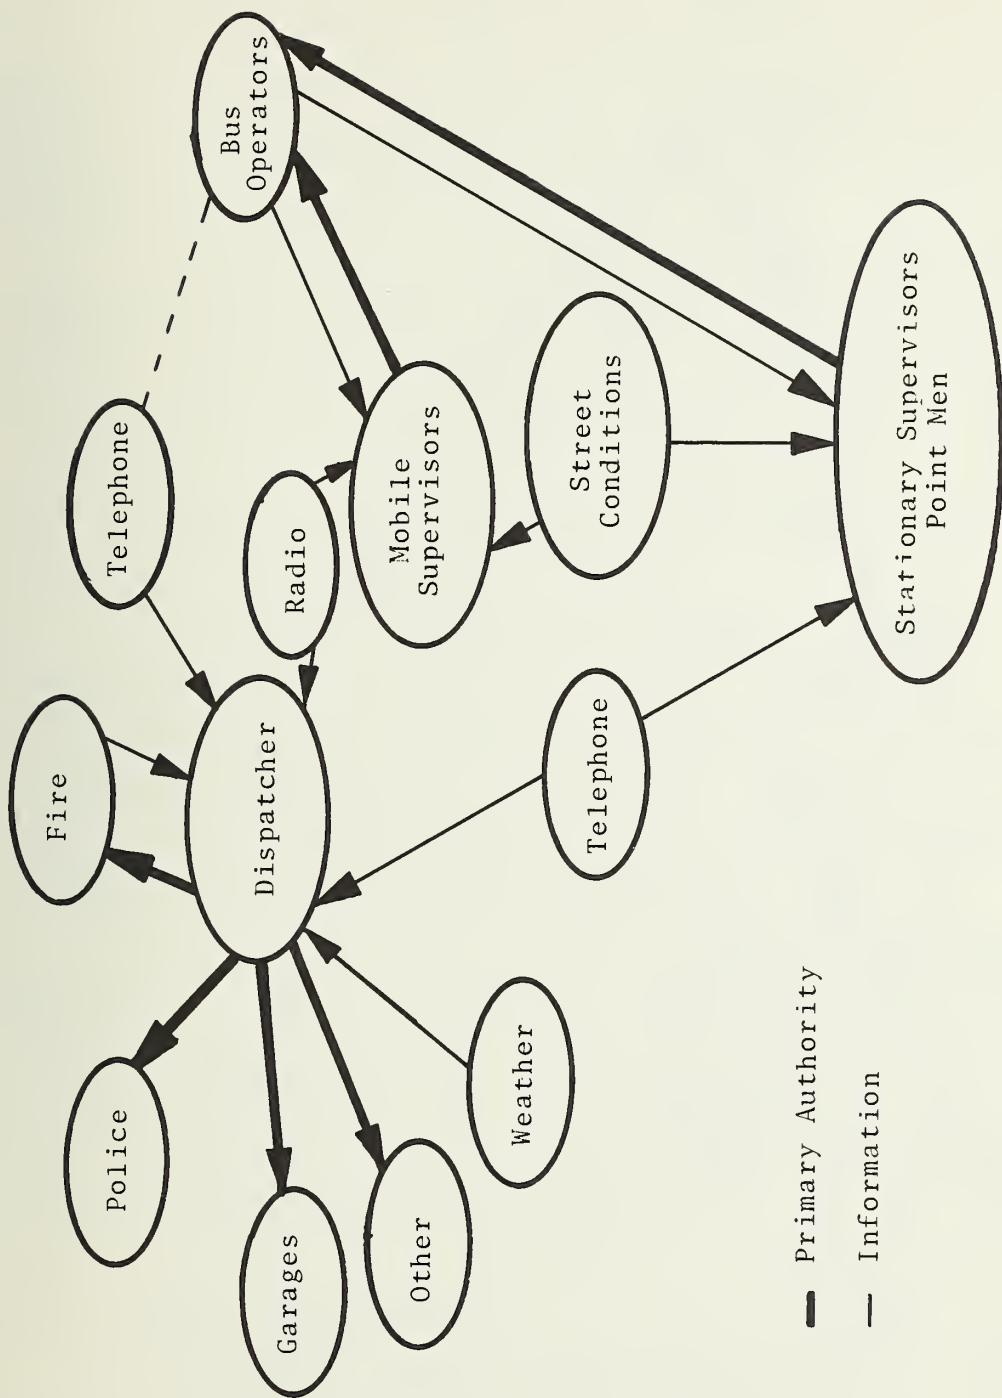 Fire
Telephone
Bus
Operators
Police
Dispatcher
Radio
Garages
Mobile
Supervisors
Other
Weather
Telephone
Street
Conditions
Primary Authority
Information
Stationary Supervisors
Point Men